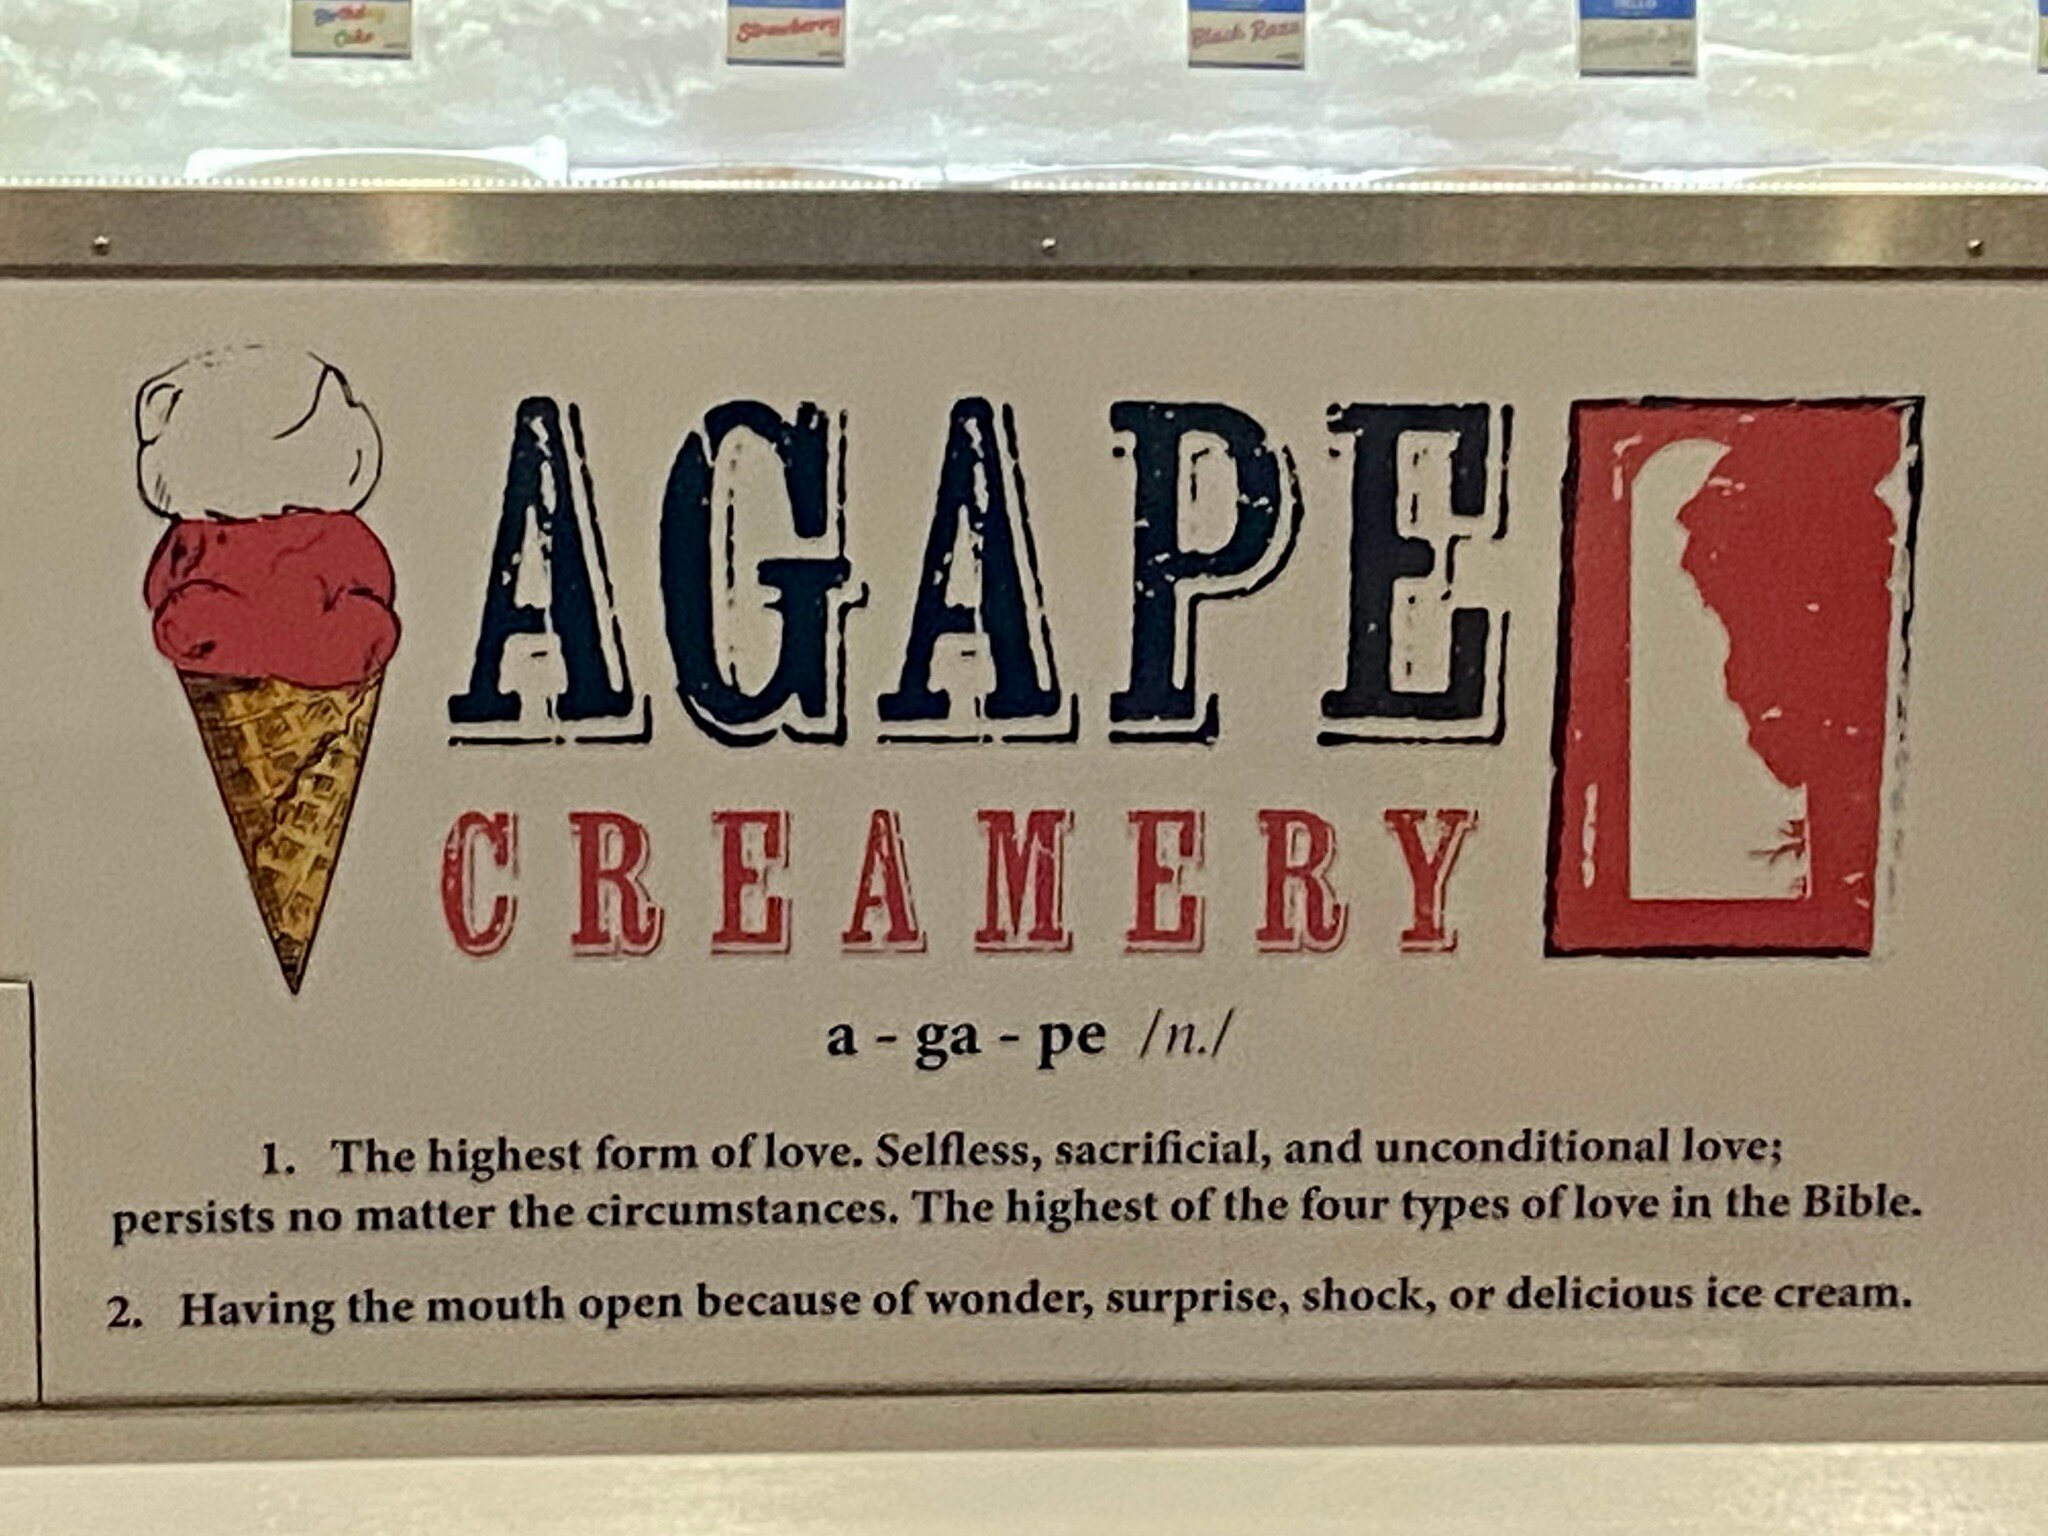 Birthday
Cake
Strawberry
Black Razz
AGAPE
CREAMERY
a - ga - pe /n./
1. The highest form of love. Selfless, sacrificial, and unconditional love;
persists no matter the circumstances. The highest of the four types of love in the Bible.
2. Having the mouth open because of wonder, surprise, shock, or delicious ice cream.